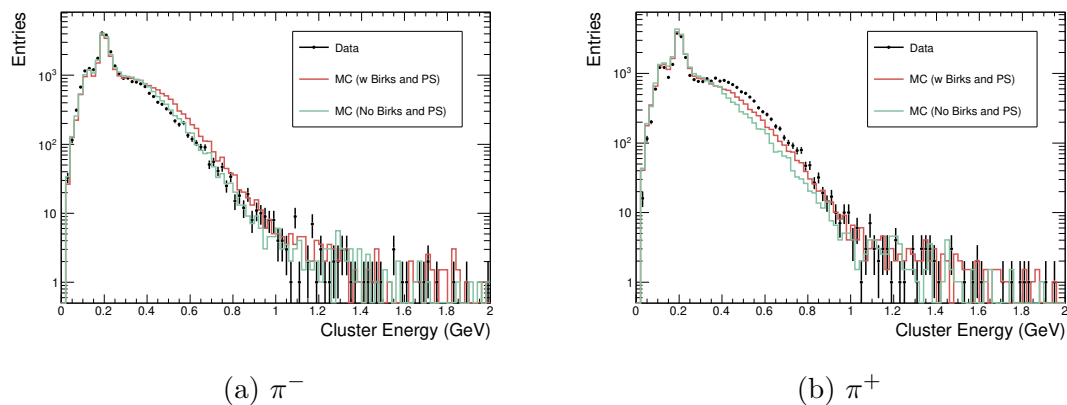 Entries
10³
10²
10
1
0 0.2 0.4 0.6 0.8 1 1.2 1.4 1.6 1.8 2
Cluster Energy (GeV)
Data
MC (w Birks and PS)
MC (No Birks and PS)
(a) π⁻
Entries
10³
10²
10
1
0 0.2 0.4 0.6 0.8 1 1.2 1.4 1.6 1.8 2
Cluster Energy (GeV)
Data
MC (w Birks and PS)
MC (No Birks and PS)
(b) π⁺